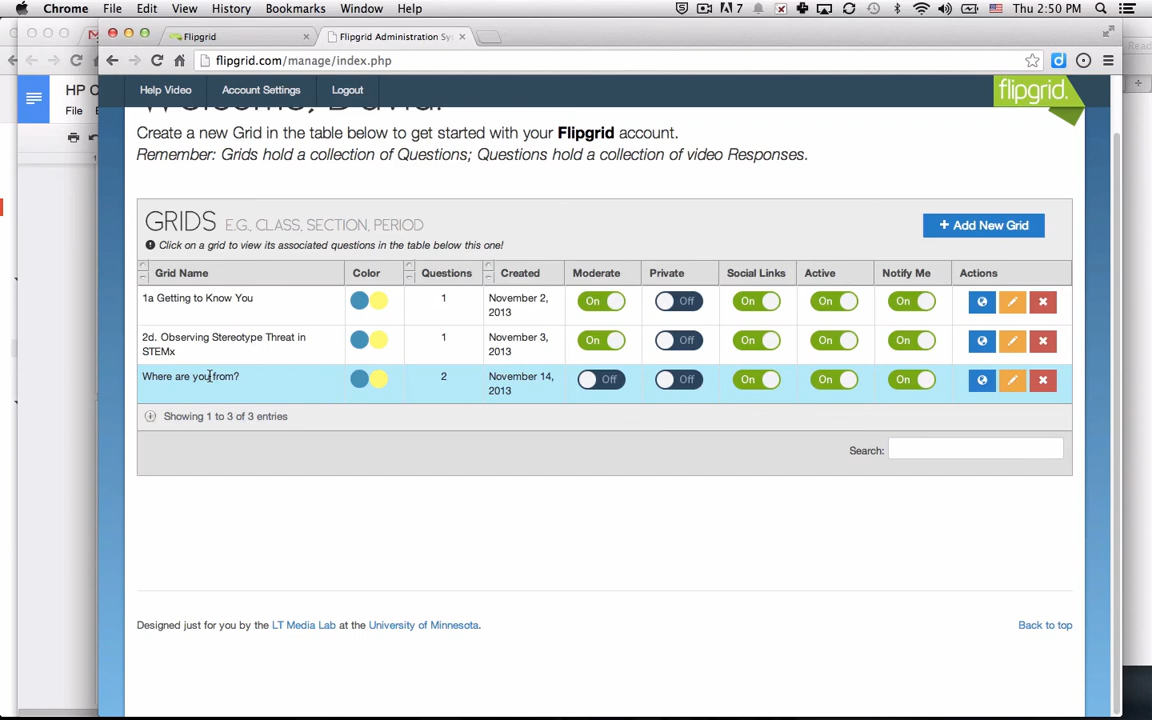 Chrome File Edit View History Bookmarks Window Help 7 Thu 2:50 PM
Flipgrid
Flipgrid Administration Sy
flipgrid.com/manage/index.php
Read
HP C
File
Help Video Account Settings Logout
flipgrid.
Create a new Grid in the table below to get started with your Flipgrid account.
Remember: Grids hold a collection of Questions; Questions hold a collection of video Responses.
GRIDS E.G., CLASS, SECTION, PERIOD
+ Add New Grid
Click on a grid to view its associated questions in the table below this one!
Grid Name Color Questions Created Moderate Private Social Links Active Notify Me Actions
1a Getting to Know You 1 November 2, On Off On On On
2013
2d. Observing Stereotype Threat in 1 November 3, On Off On On On
STEMx 2013
Where are you from? 2 November 14, Off Off On On On
2013
Showing 1 to 3 of 3 entries
Search:
Designed just for you by the LT Media Lab at the University of Minnesota. Back to top